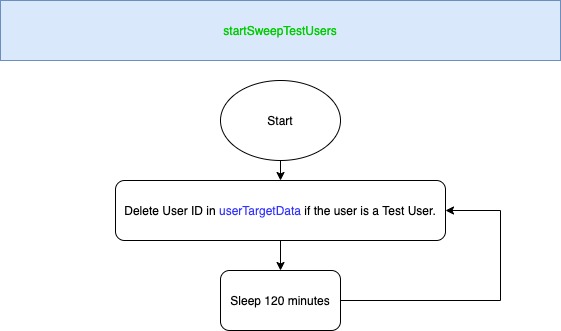 startSweepTestUsers
Start
Delete User ID in userTargetData if the user is a Test User.
Sleep 120 minutes